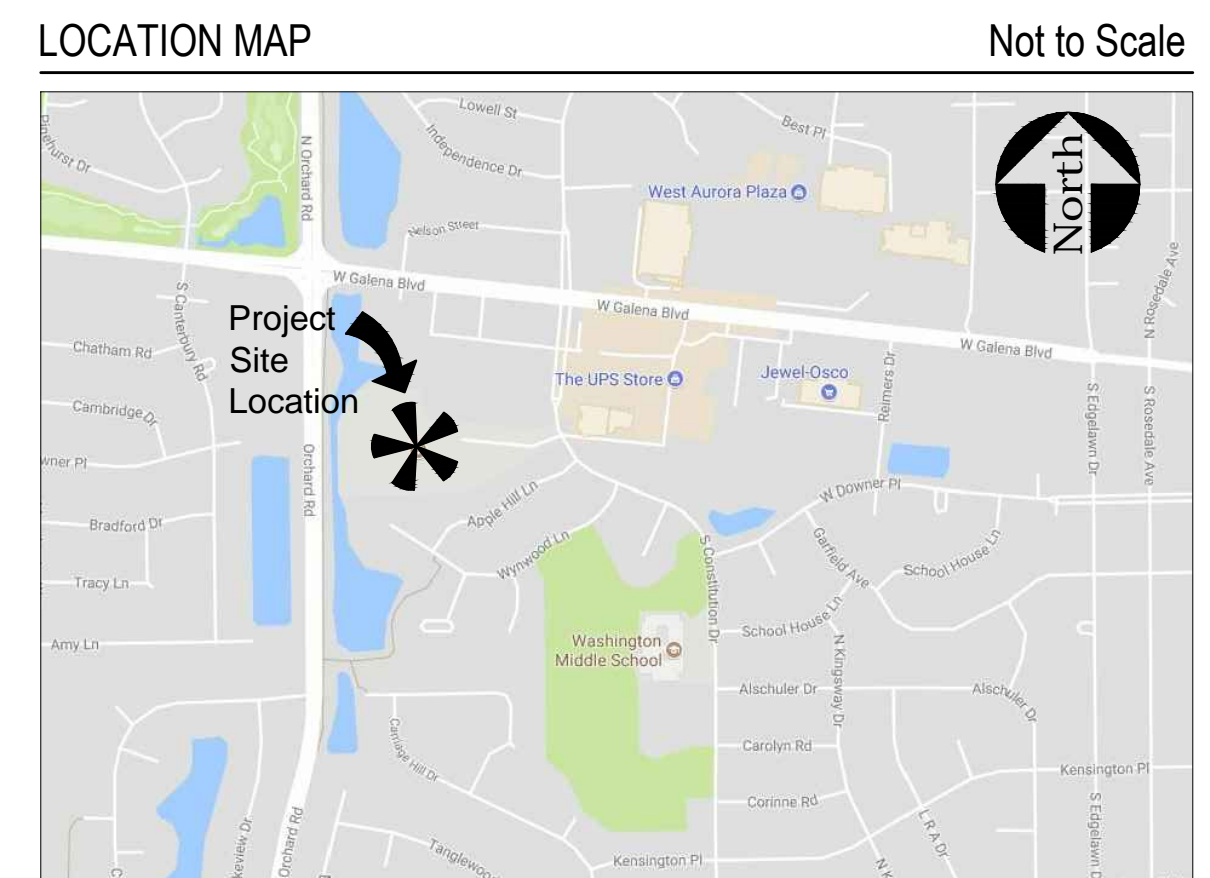 LOCATION MAP
Not to Scale
Lowell St
Best Pl
Pinehurst Dr
Independence Dr
N Orchard Rd
North
West Aurora Plaza
Nelson Street
N Rosedale Ave
W Galena Blvd
W Galena Blvd
W Galena Blvd
S Canterbury Rd
Project
Site
Location
Chatham Rd
The UPS Store
Jewel-Osco
Reimers Dr
S Edgelawn Dr
S Rosedale Ave
Cambridge Dr
wner Pl
Orchard Rd
Apple Hill Ln
W Downer Pl
Bradford Dr
Wynwood Ln
S Constitution Dr
Garfield Ave
School House Ln
Tracy Ln
School House Ln
Amy Ln
Washington
Middle School
N Kingsway Dr
Alschuler Dr
Alschuler Dr
Carriage Hill Dr
Carolyn Rd
Kensington Pl
Corinne Rd
S Edgelawn D
L R A Dr
keview Dr
Orchard Rd
Tanglewoo
Kensington Pl
N K